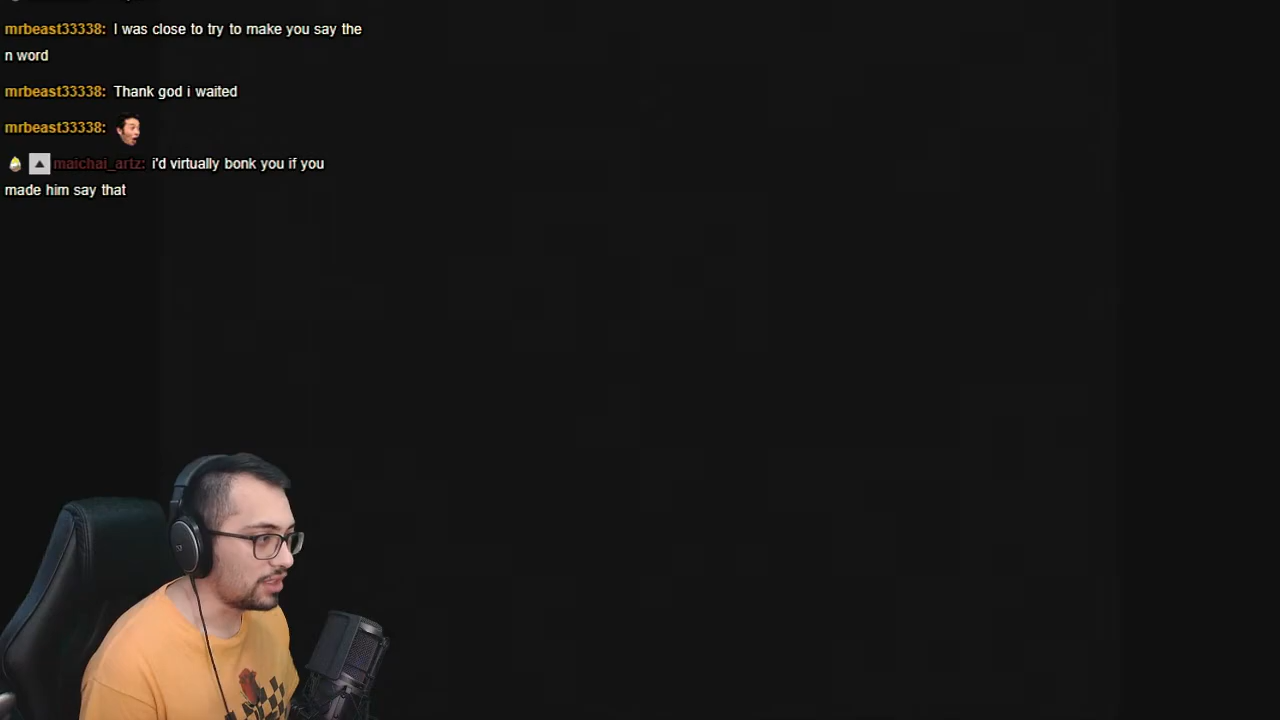 mrbeast33338: I was close to try to make you say the
n word
mrbeast33338: Thank god i waited
mrbeast33338:
maichai_artz: i'd virtually bonk you if you
made him say that